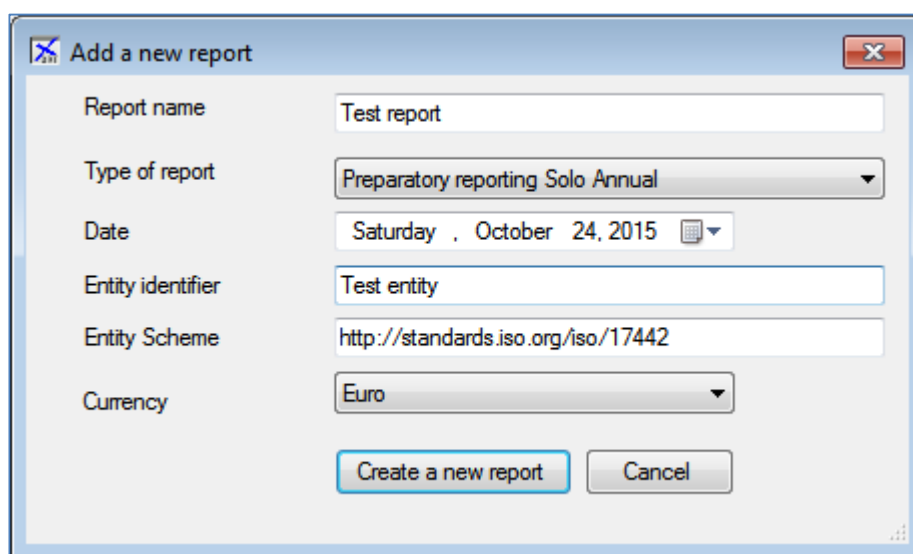 Add a new report
Report name Test report
Type of report Preparatory reporting Solo Annual
Date Saturday , October 24, 2015
Entity identifier Test entity
Entity Scheme http://standards.iso.org/iso/17442
Currency Euro
Create a new report Cancel